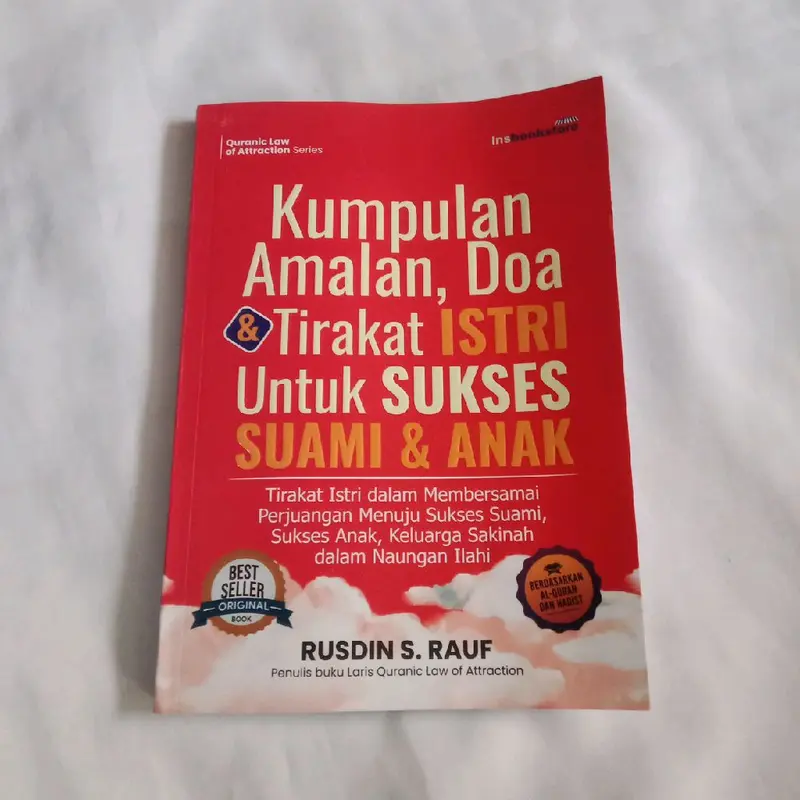 Quranic Law
of Attraction Series
Insbookstore
Kumpulan
Amalan, Doa
& Tirakat ISTRI
Untuk SUKSES
SUAMI & ANAK
Tirakat Istri dalam Membersamai
Perjuangan Menuju Sukses Suami,
Sukses Anak, Keluarga Sakinah
dalam Naungan Ilahi
BEST
SELLER
ORIGINAL
BOOK
BERDASARKAN
AL-QURAN
DAN HADIST
RUSDIN S. RAUF
Penulis buku Laris Quranic Law of Attraction